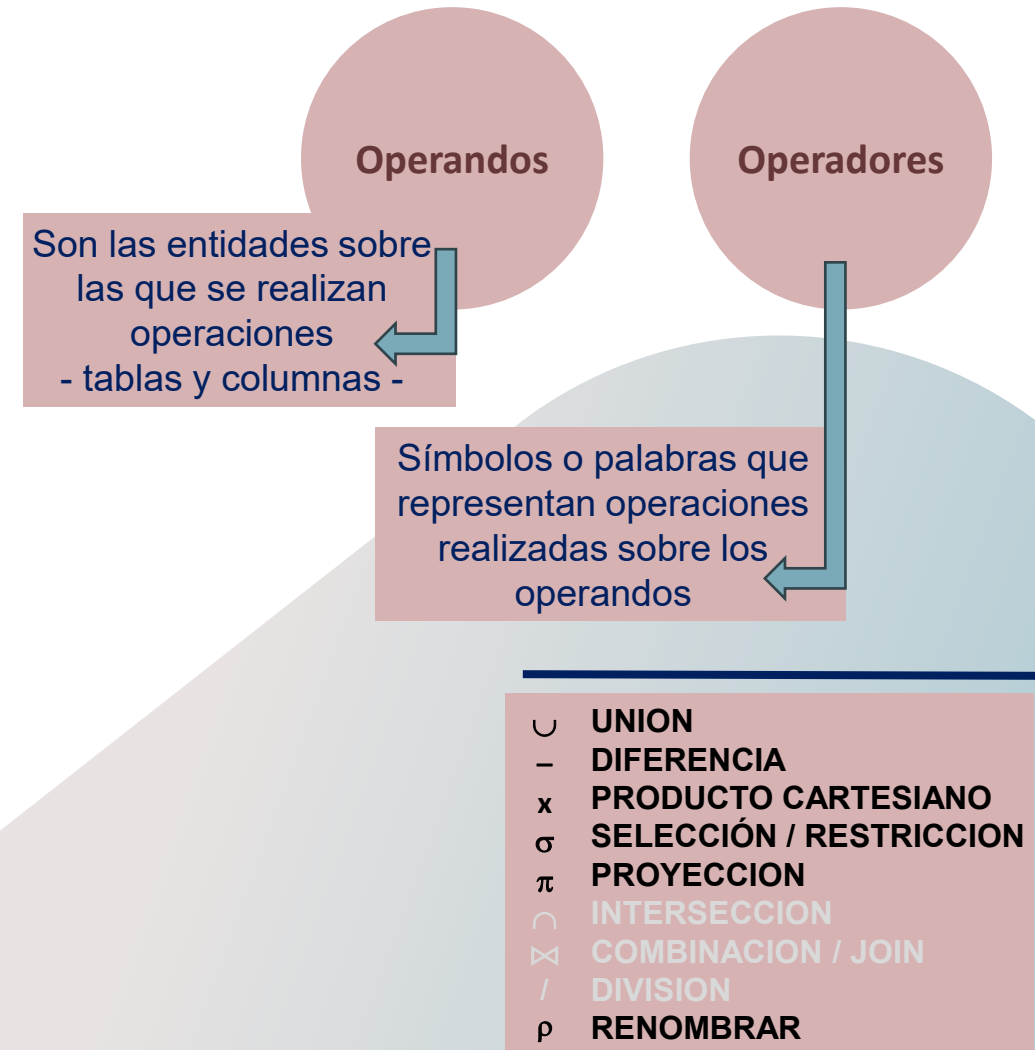 Operandos
Operadores
Son las entidades sobre
las que se realizan
operaciones
- tablas y columnas -
Símbolos o palabras que
representan operaciones
realizadas sobre los
operandos
∪ UNION
– DIFERENCIA
x PRODUCTO CARTESIANO
σ SELECCIÓN / RESTRICCION
π PROYECCION
∩ INTERSECCION
⋈ COMBINACION / JOIN
/ DIVISION
ρ RENOMBRAR